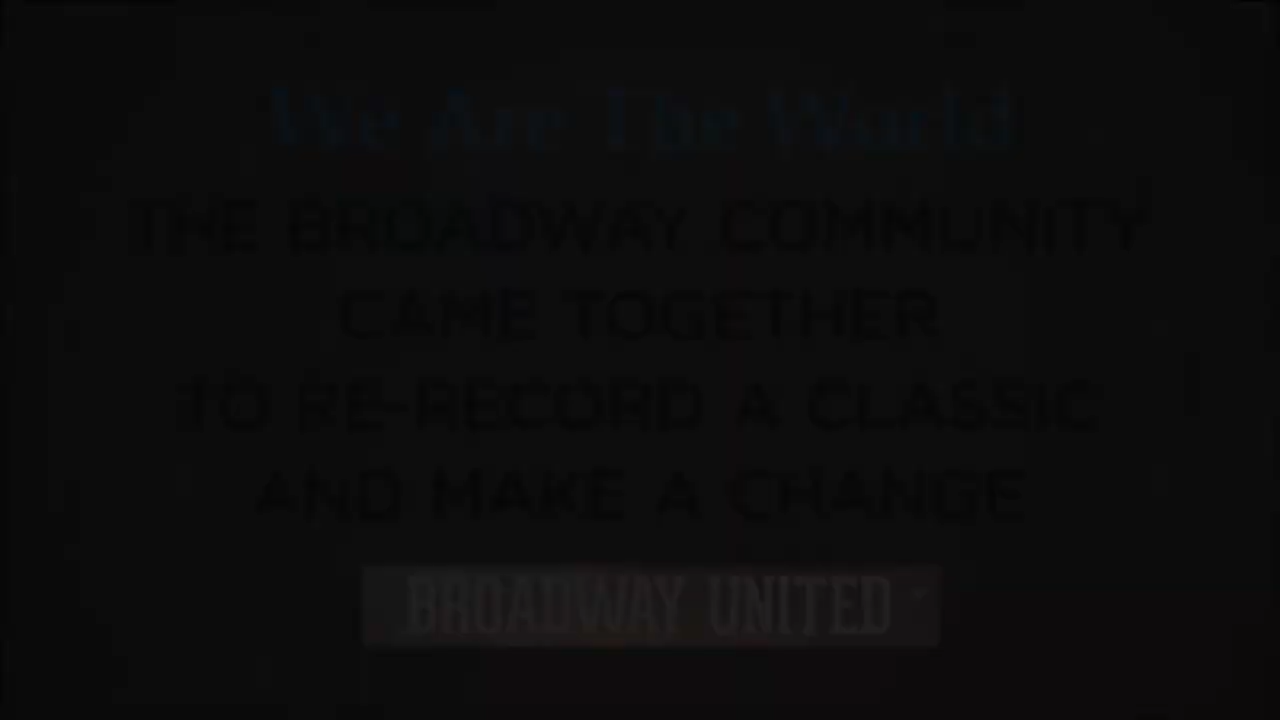 We Are The World
THE BROADWAY COMMUNITY
CAME TOGETHER
TO RE-RECORD A CLASSIC
AND MAKE A CHANGE
BROADWAY UNITED